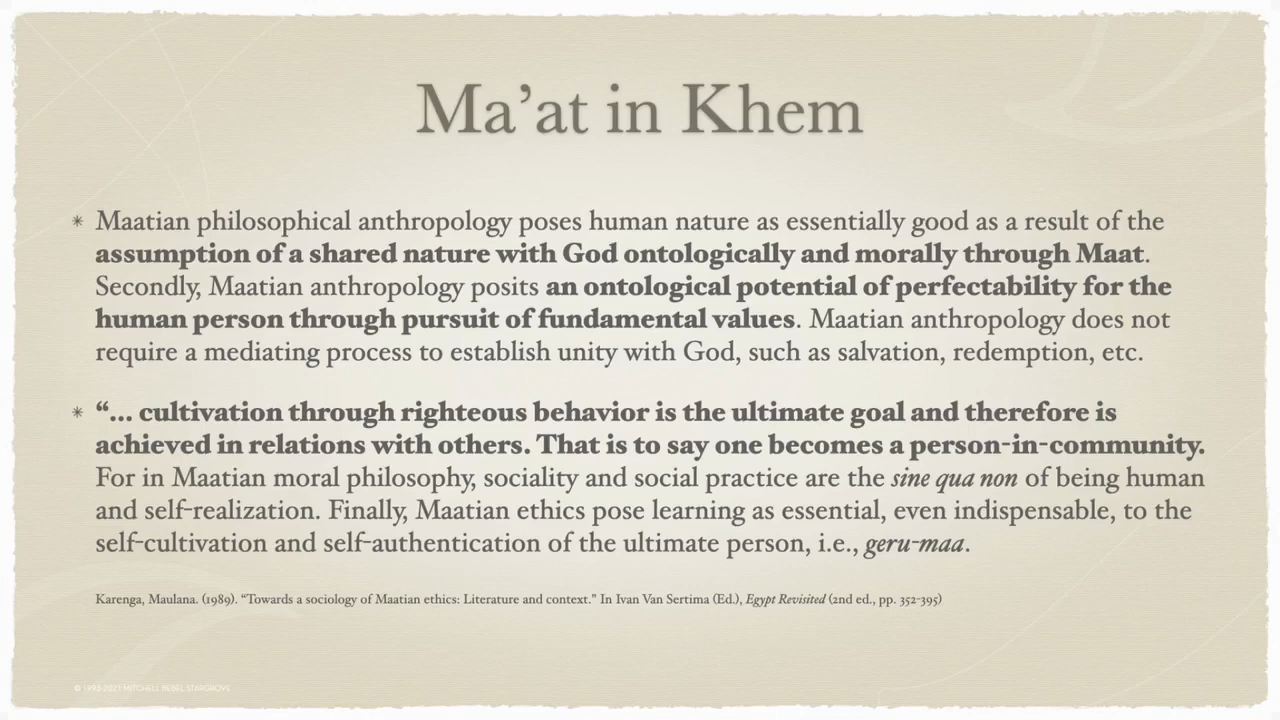 Ma’at in Khem
* Maatian philosophical anthropology poses human nature as essentially good as a result of the
assumption of a shared nature with God ontologically and morally through Maat.
Secondly, Maatian anthropology posits an ontological potential of perfectability for the
human person through pursuit of fundamental values. Maatian anthropology does not
require a mediating process to establish unity with God, such as salvation, redemption, etc.
* “... cultivation through righteous behavior is the ultimate goal and therefore is
achieved in relations with others. That is to say one becomes a person-in-community.
For in Maatian moral philosophy, sociality and social practice are the sine qua non of being human
and self-realization. Finally, Maatian ethics pose learning as essential, even indispensable, to the
self-cultivation and self-authentication of the ultimate person, i.e., geru-maa.
Karenga, Maulana. (1989). “Towards a sociology of Maatian ethics: Literature and context.” In Ivan Van Sertima (Ed.), Egypt Revisited (2nd ed., pp. 352-395)
© 1993-2021 MITCHELL BEBEL STARGROVE